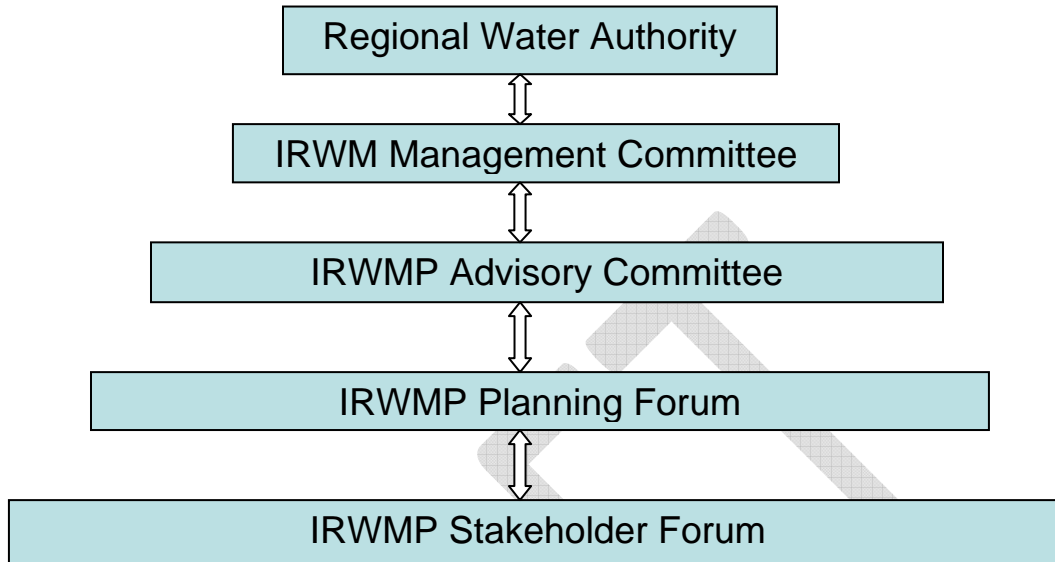 Regional Water Authority
IRWM Management Committee
IRWMP Advisory Committee
IRWMP Planning Forum
IRWMP Stakeholder Forum